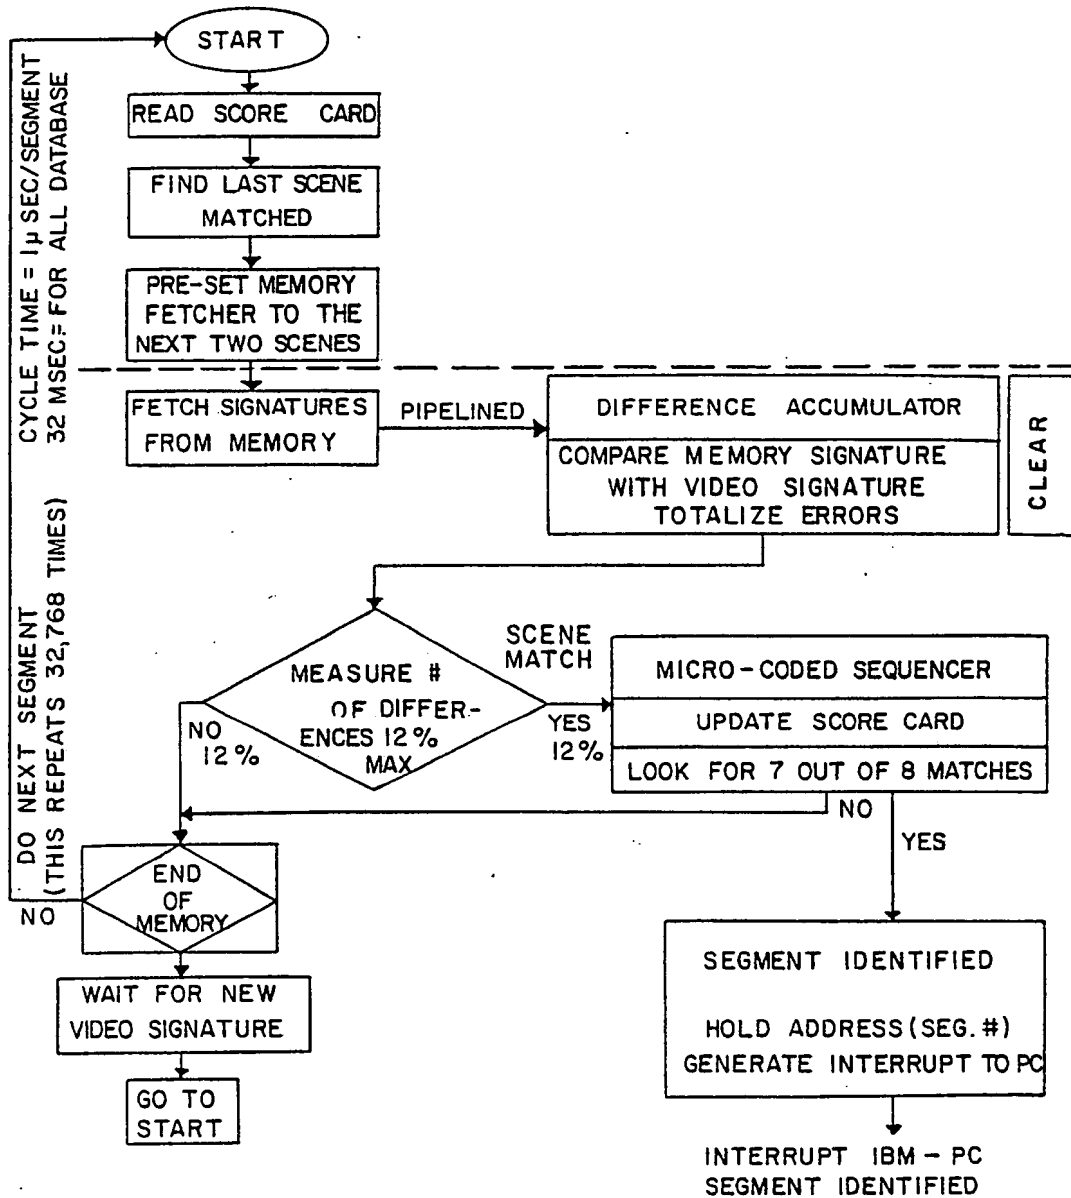 START
READ SCORE CARD
FIND LAST SCENE
MATCHED
PRE-SET MEMORY
FETCHER TO THE
NEXT TWO SCENES
CYCLE TIME = 1µ SEC/SEGMENT
32 MSEC= FOR ALL DATABASE
FETCH SIGNATURES
FROM MEMORY
PIPELINED
DIFFERENCE ACCUMULATOR
COMPARE MEMORY SIGNATURE
WITH VIDEO SIGNATURE
TOTALIZE ERRORS
CLEAR
DO NEXT SEGMENT
(THIS REPEATS 32,768 TIMES)
MEASURE #
OF DIFFER-
ENCES 12%
MAX
NO
12%
SCENE
MATCH
YES
12%
MICRO-CODED SEQUENCER
UPDATE SCORE CARD
LOOK FOR 7 OUT OF 8 MATCHES
NO
YES
END
OF
MEMORY
NO
WAIT FOR NEW
VIDEO SIGNATURE
GO TO
START
SEGMENT IDENTIFIED
HOLD ADDRESS (SEG. #)
GENERATE INTERRUPT TO PC
INTERRUPT IBM - PC
SEGMENT IDENTIFIED